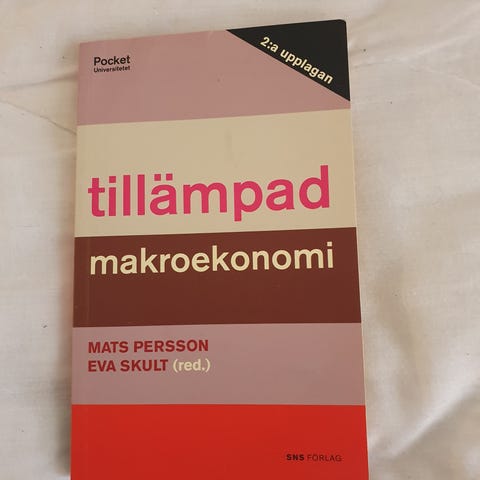 Pocket
Universitetet
2:a upplagan
tillämpad
makroekonomi
MATS PERSSON
EVA SKULT (red.)
SNS FÖRLAG